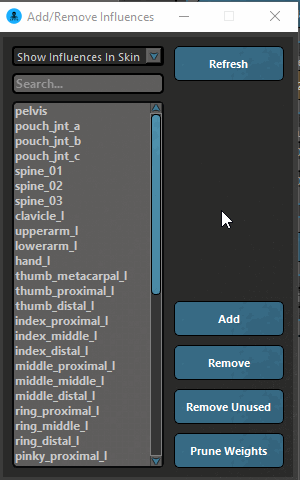 Add/Remove Influences
Show Influences In Skin
Refresh
Search...
pelvis
pouch_jnt_a
pouch_jnt_b
pouch_jnt_c
spine_01
spine_02
spine_03
clavicle_l
upperarm_l
lowerarm_l
hand_l
thumb_metacarpal_l
thumb_proximal_l
thumb_distal_l
index_proximal_l
index_middle_l
index_distal_l
middle_proximal_l
middle_middle_l
middle_distal_l
ring_proximal_l
ring_middle_l
ring_distal_l
pinky_proximal_l
Add
Remove
Remove Unused
Prune Weights